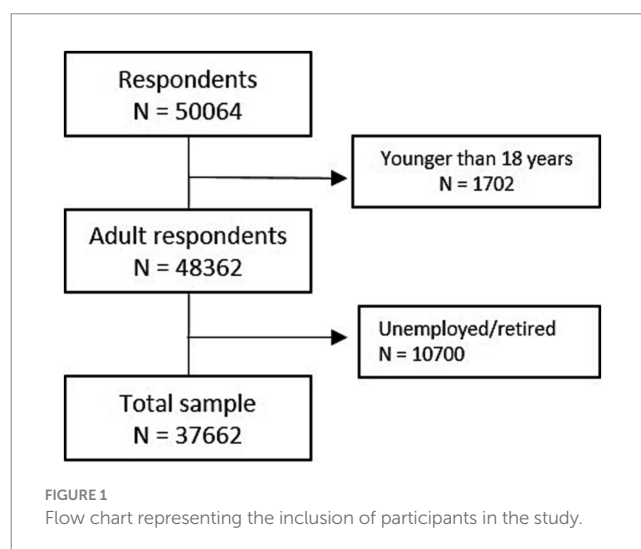 Respondents
N = 50064
Younger than 18 years
N = 1702
Adult respondents
N = 48362
Unemployed/retired
N = 10700
Total sample
N = 37662
FIGURE 1
Flow chart representing the inclusion of participants in the study.